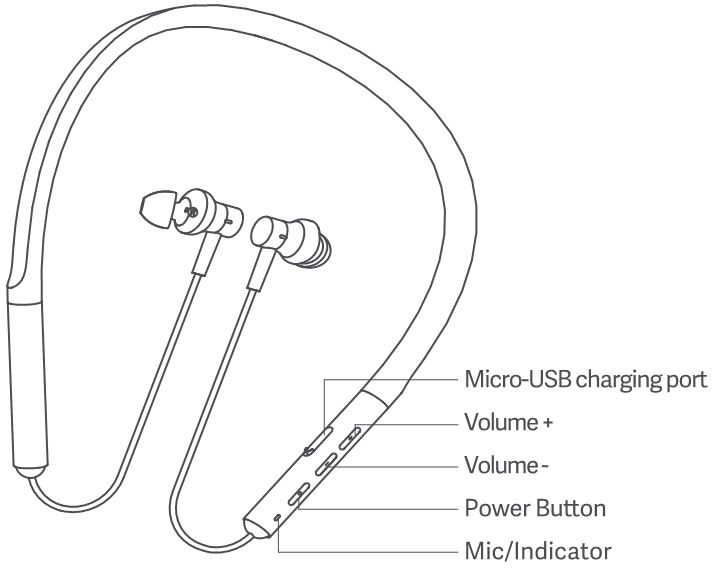 Micro-USB charging port
Volume +
Volume -
Power Button
Mic/Indicator